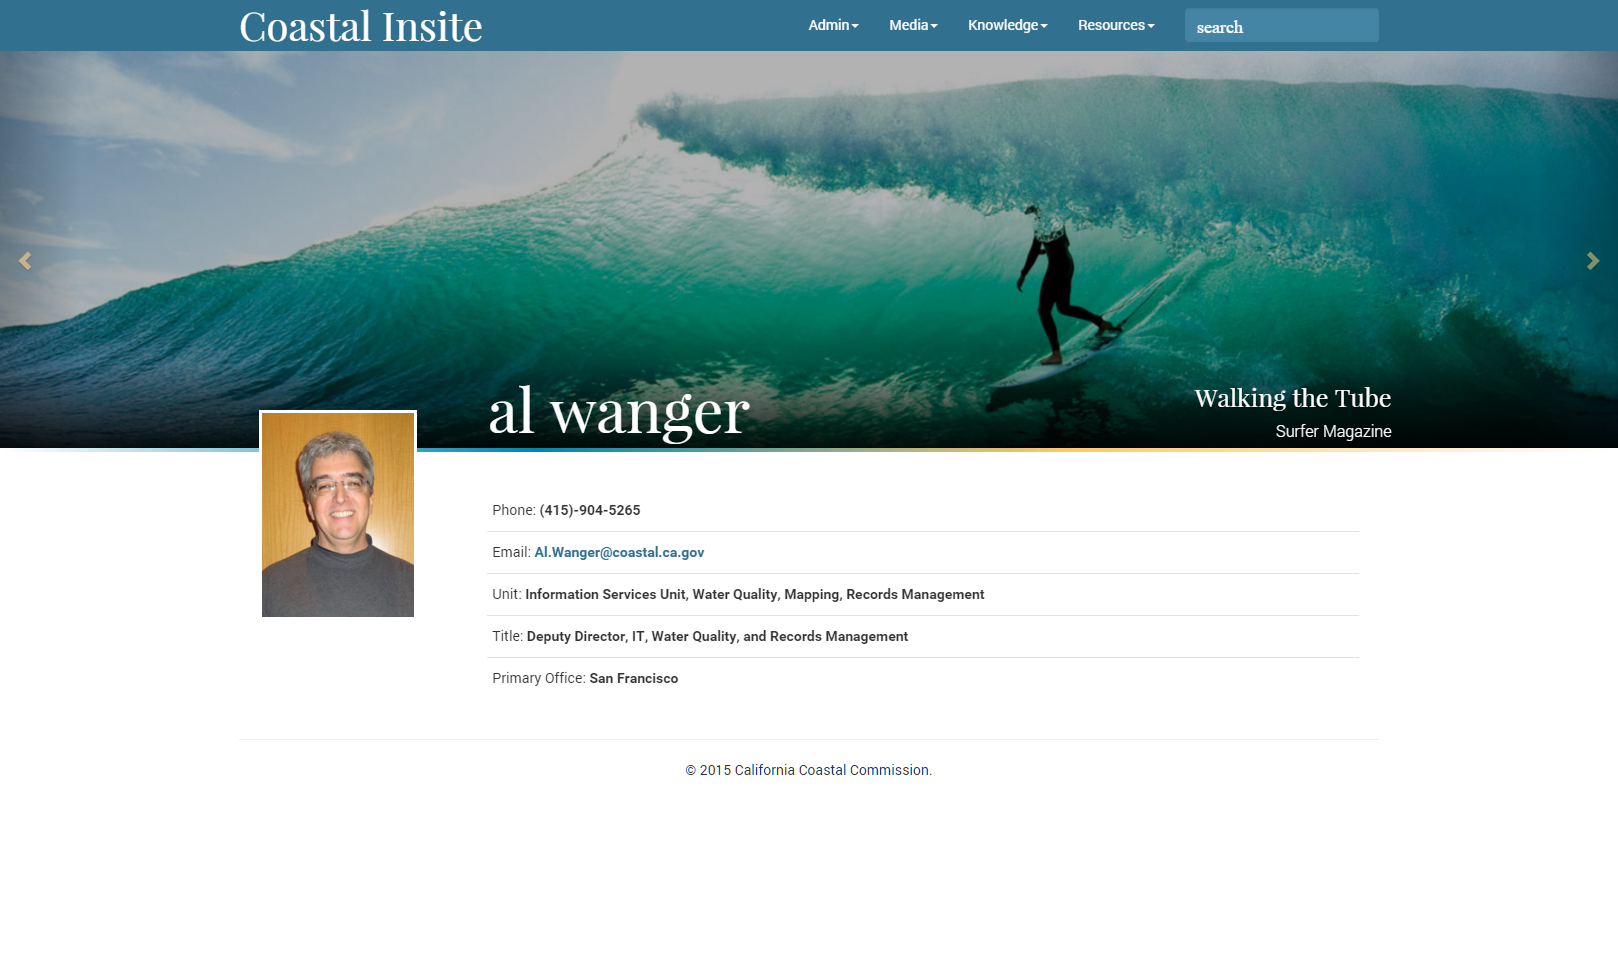 Coastal Insite
Admin Media Knowledge Resources search
al wanger
Walking the Tube
Surfer Magazine
Phone: (415)-904-5265
Email: Al.Wanger@coastal.ca.gov
Unit: Information Services Unit, Water Quality, Mapping, Records Management
Title: Deputy Director, IT, Water Quality, and Records Management
Primary Office: San Francisco
© 2015 California Coastal Commission.